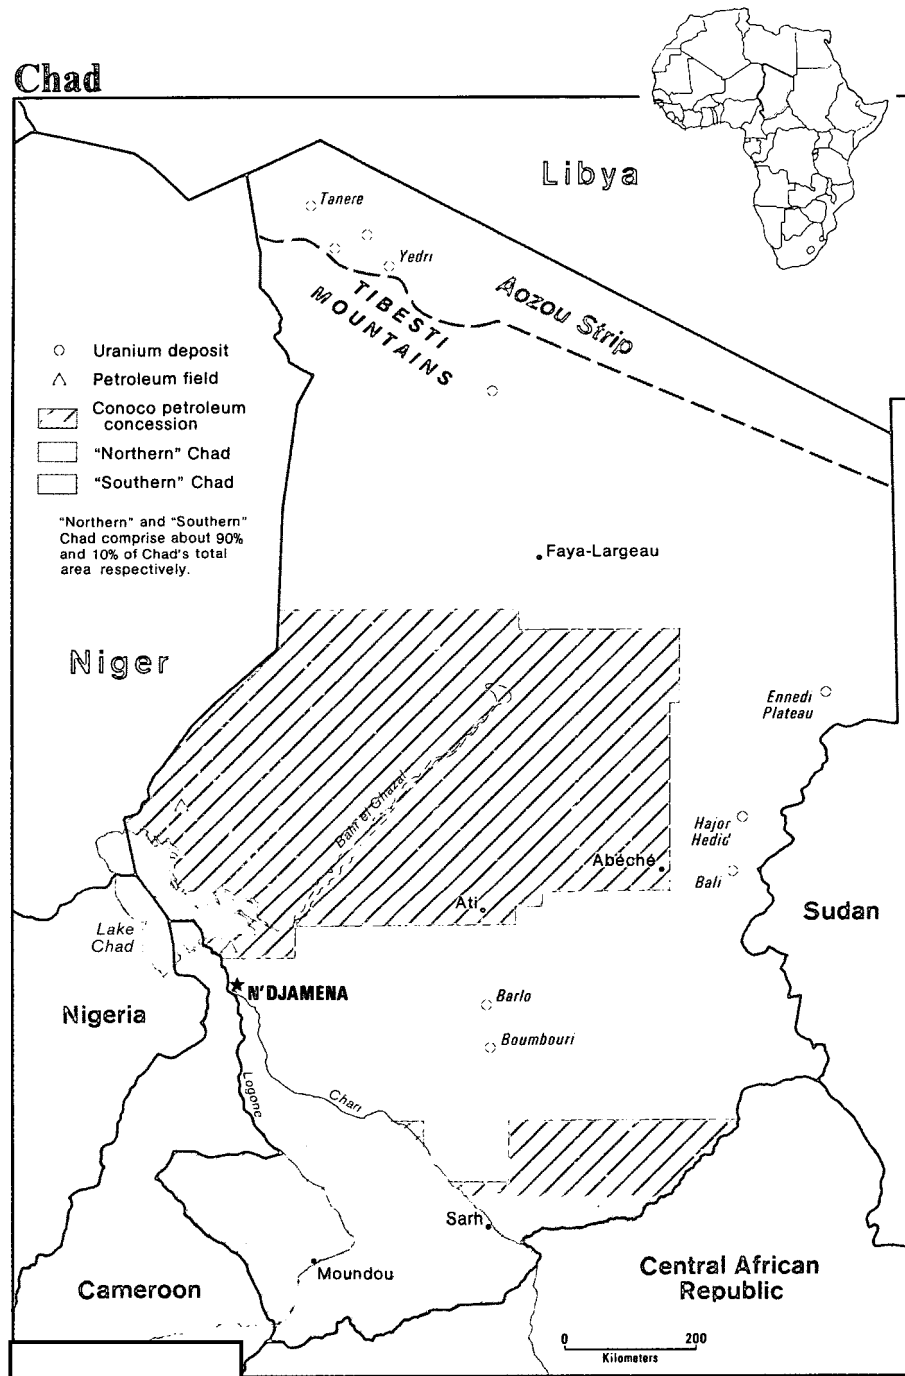 Chad
Libya
Tanere
Yedri
TIBESTI
MOUNTAINS
Aozou Strip
Uranium deposit
Petroleum field
Conoco petroleum
concession
"Northern" Chad
"Southern" Chad
"Northern" and "Southern"
Chad comprise about 90%
and 10% of Chad's total
area respectively.
Faya-Largeau
Niger
Ennedi
Plateau
Bahr el Ghazal
Hajor
Hedid
Abéché
Bali
Ati
Sudan
Lake
Chad
N'DJAMENA
Barlo
Nigeria
Boumbouri
Logone
Chari
Sarh
Moundou
Cameroon
Central African
Republic
0 200
Kilometers